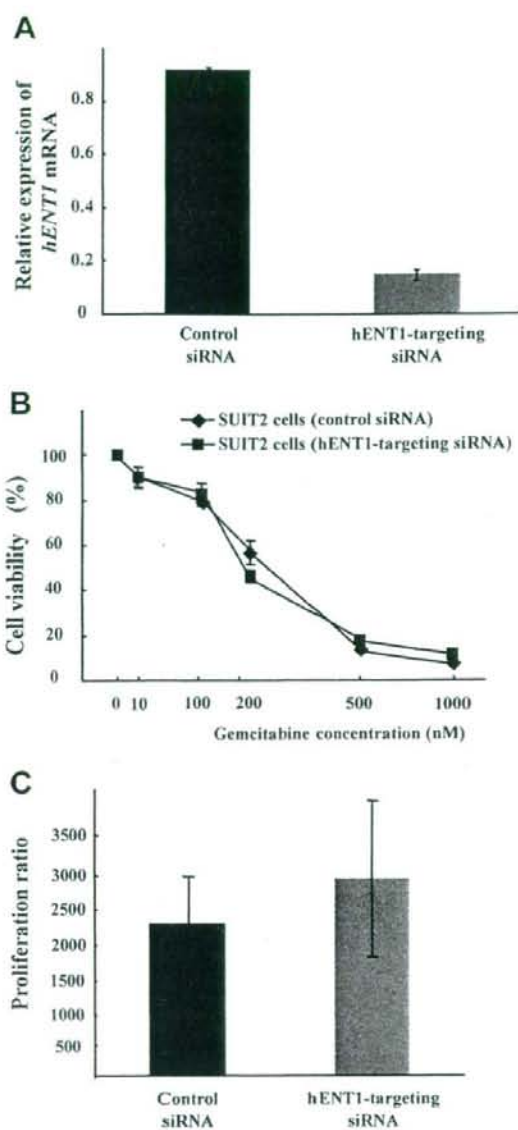 A
Relative expression of
hENT1 mRNA
0.8
0.6
0.4
0.2
0
Control
siRNA
hENT1-targeting
siRNA
B
SUIT2 cells (control siRNA)
SUIT2 cells (hENT1-targeting siRNA)
Cell viability (%)
100
80
60
40
20
0
0 10 100 200 500 1000
Gemcitabine concentration (nM)
C
Proliferation ratio
3500
3000
2500
2000
1500
1000
500
Control
siRNA
hENT1-targeting
siRNA